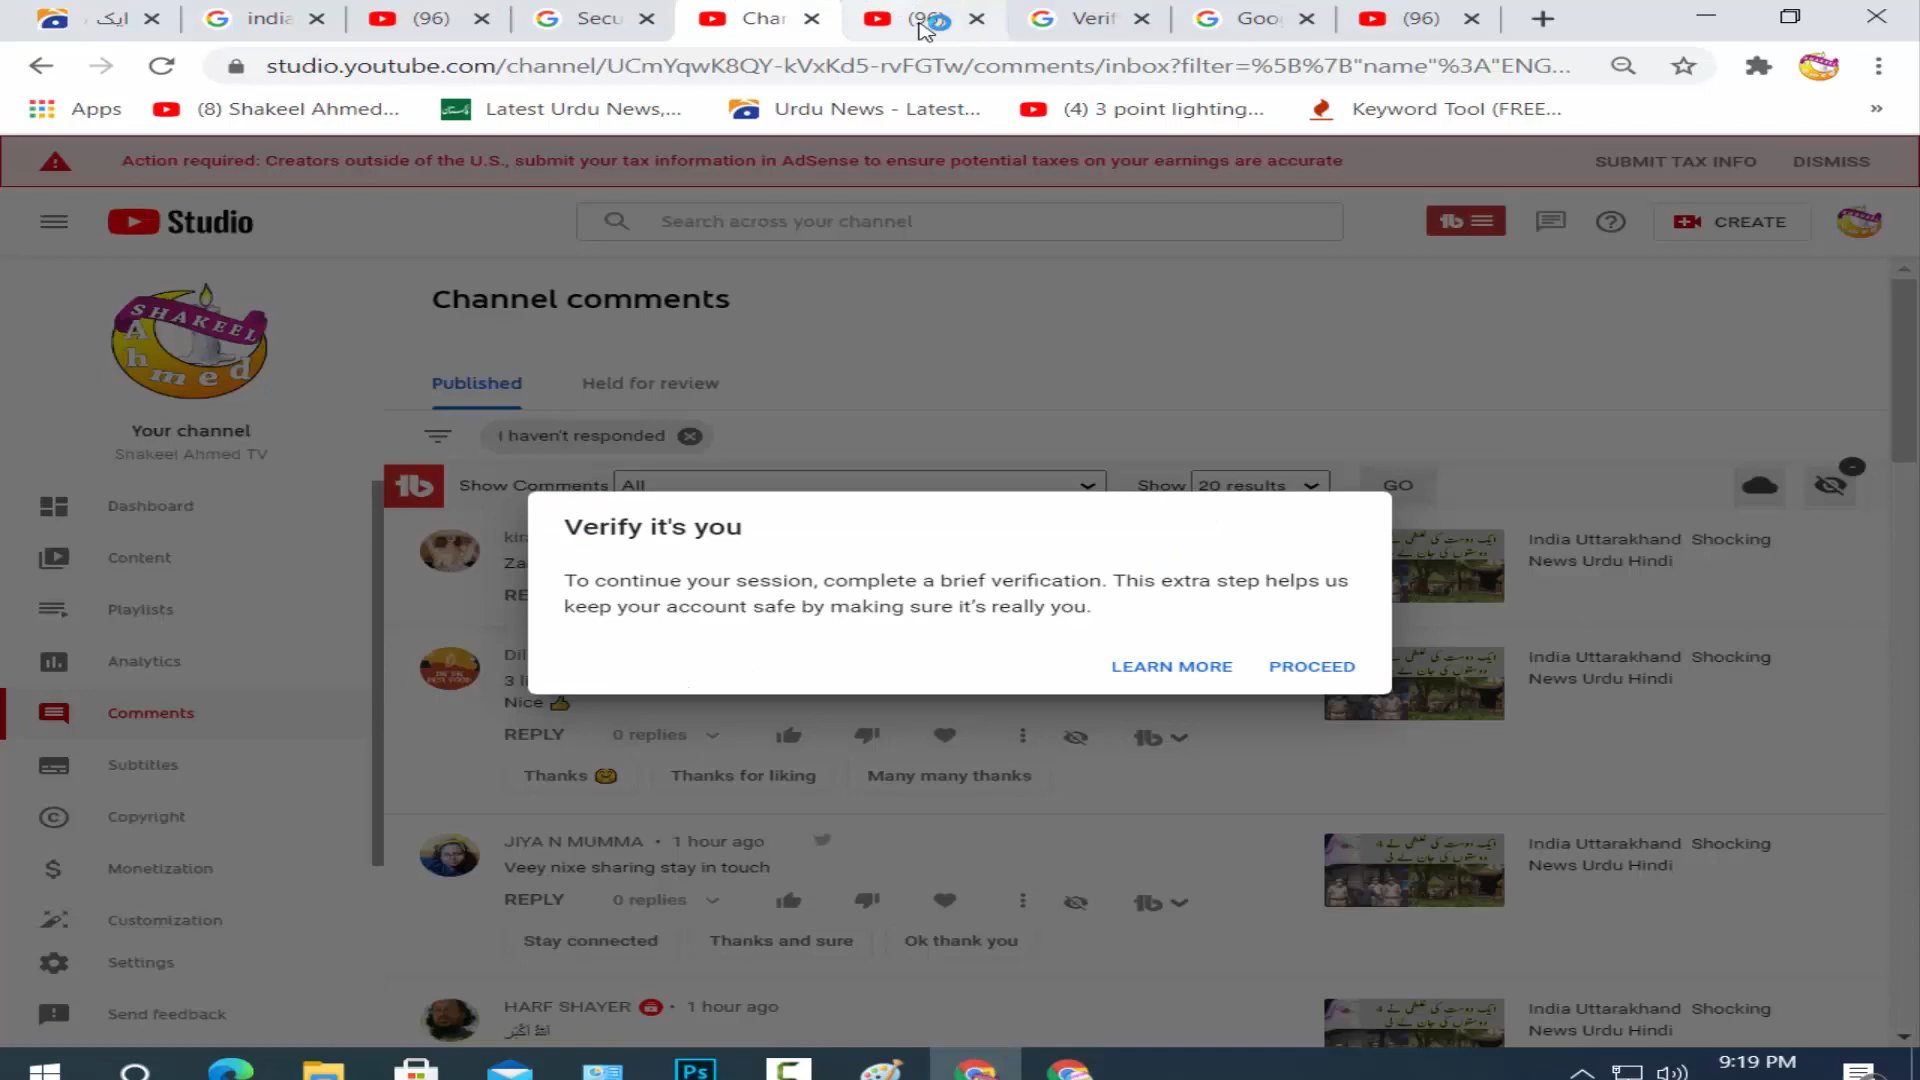 ایک
india
(96)
Secu
Chan
Verif
Goo
(96)
studio.youtube.com/channel/UCmYqwK8QY-kVxKd5-rvFGTw/comments/inbox?filter=%5B%7B"name"%3A"ENG...
Apps
(8) Shakeel Ahmed...
Latest Urdu News,...
Urdu News - Latest...
(4) 3 point lighting...
Keyword Tool (FREE...
»
Action required: Creators outside of the U.S., submit your tax information in AdSense to ensure potential taxes on your earnings are accurate
SUBMIT TAX INFO
DISMISS
Studio
Search across your channel
CREATE
SHAKEEL
Ahmed
Your channel
Shakeel Ahmed TV
Dashboard
Content
Playlists
Analytics
Comments
Subtitles
Copyright
Monetization
Customization
Settings
Send feedback
Channel comments
Published
Held for review
I haven't responded
Show Comments
All
Show
20 results
GO
Verify it's you
To continue your session, complete a brief verification. This extra step helps us
keep your account safe by making sure it's really you.
LEARN MORE
PROCEED
India Uttarakhand Shocking
News Urdu Hindi
India Uttarakhand Shocking
News Urdu Hindi
Nice 👍
REPLY
0 replies
Thanks 😊
Thanks for liking
Many many thanks
JIYA N MUMMA • 1 hour ago
Veey nixe sharing stay in touch
REPLY
0 replies
Stay connected
Thanks and sure
Ok thank you
India Uttarakhand Shocking
News Urdu Hindi
HARF SHAYER • 1 hour ago
اللہ اکبر
India Uttarakhand Shocking
News Urdu Hindi
Ps
9:19 PM